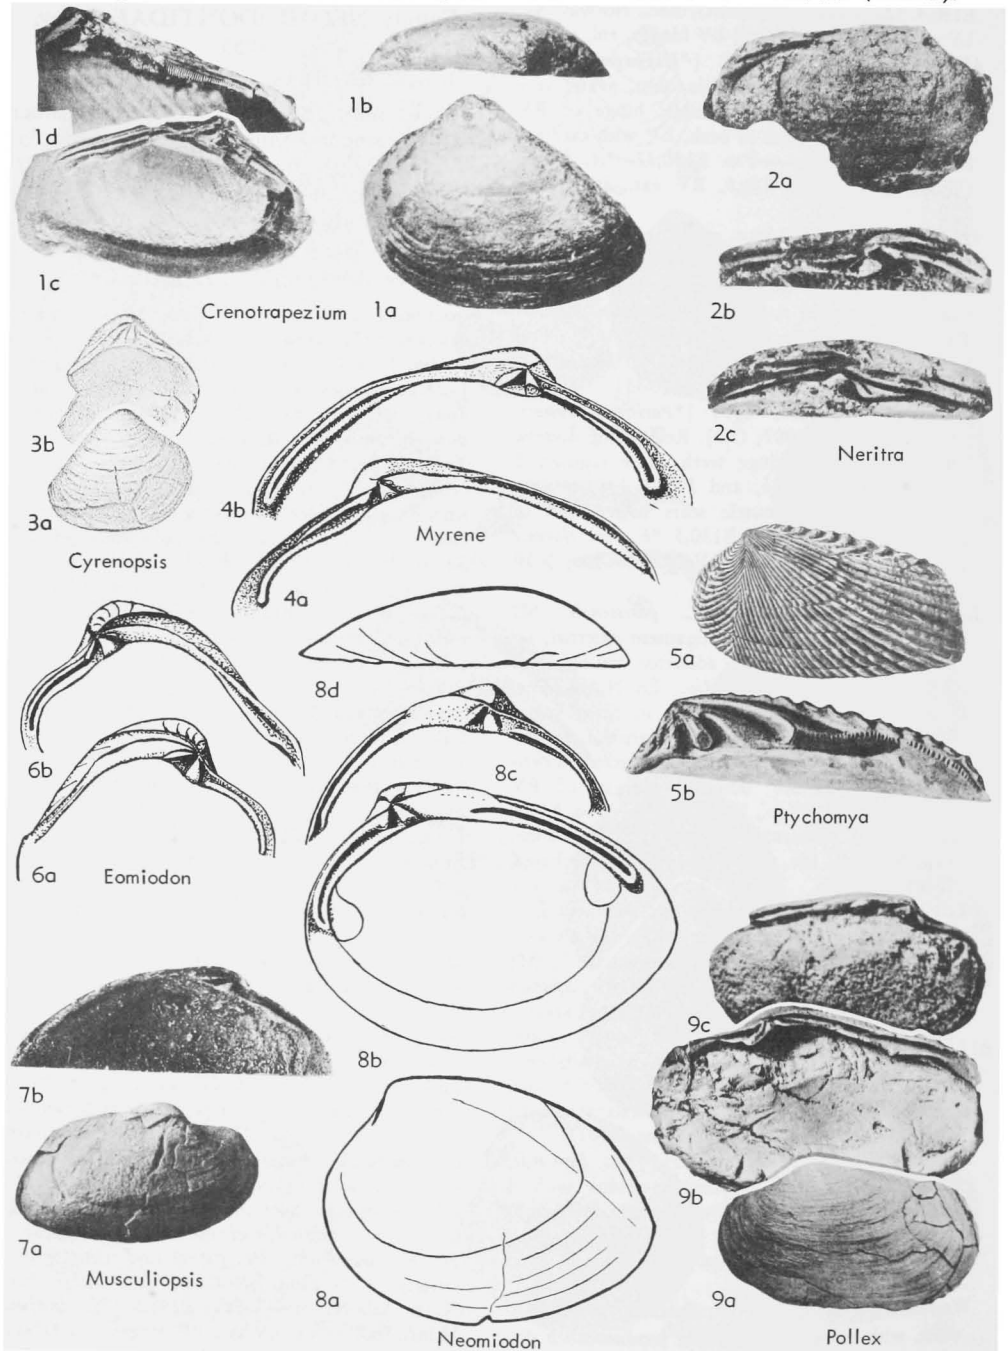 1d
1b
2a
1c
Crenotrapezium
1a
2b
2c
Neritra
3b
3a
Cyrenopsis
4b
Myrene
4a
5a
8d
6b
8c
5b
Ptychomya
6a
Eomiodon
9c
8b
7b
9b
7a
Musculiopsis
8a
9a
Neomiodon
Pollex